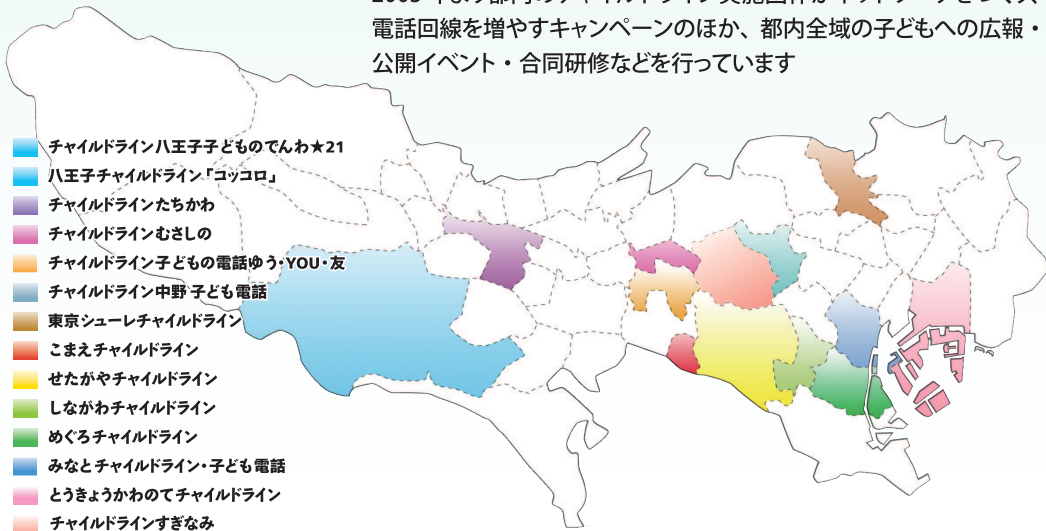 電話回線を増やすキャンペーンのほか、都内全域の子どもへの広報・
公開イベント・合同研修などを行っています
チャイルドライン八王子子どものでんわ★21
八王子チャイルドライン「コッコロ」
チャイルドラインたちかわ
チャイルドラインむさしの
チャイルドライン子どもの電話ゆう・YOU・友
チャイルドライン中野 子ども電話
東京シューレチャイルドライン
こまえチャイルドライン
せたがやチャイルドライン
しながわチャイルドライン
めぐろチャイルドライン
みなとチャイルドライン・子ども電話
とうきょうかわのてチャイルドライン
チャイルドラインすぎなみ